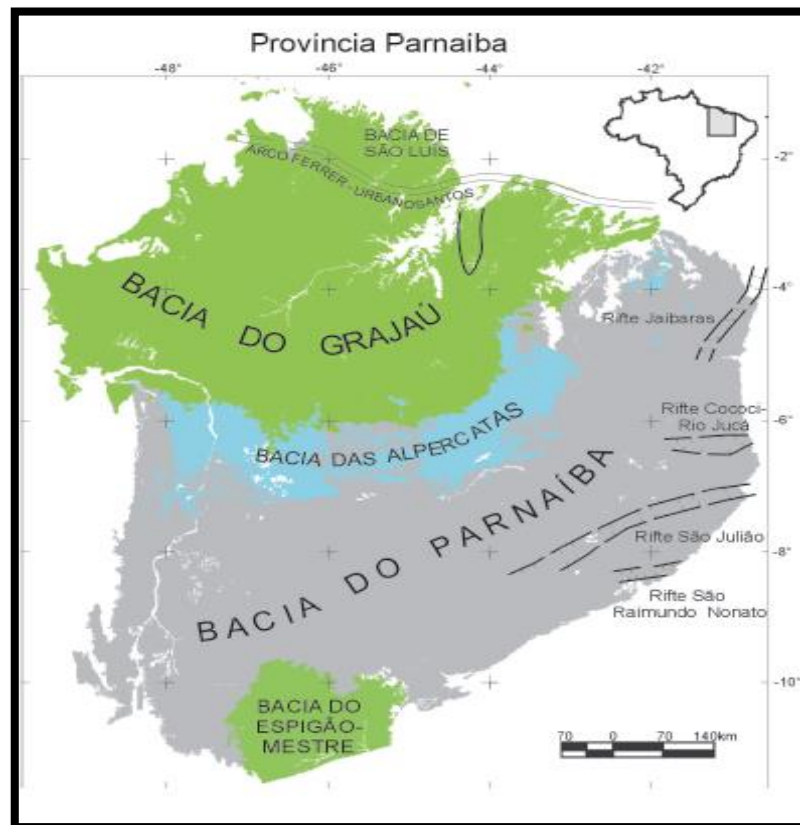 Provincia Parnaiba
-48°
-46°
-44°
-42°
BACIA DE
SÃO LUÍS
ARCO FERRER - URBANOSANTOS
-2°
BACIA DO GRAJAÚ
-4°
Rifte Jaibaras
BACIA DAS ALPERCATAS
Rifte Cococi-
Rio Jucá
-6°
BACIA DO PARNAÍBA
Rifte São Julião
-8°
Rifte São
Raimundo Nonato
BACIA DO
ESPIGÃO-
MESTRE
-10°
70 0 70 140km